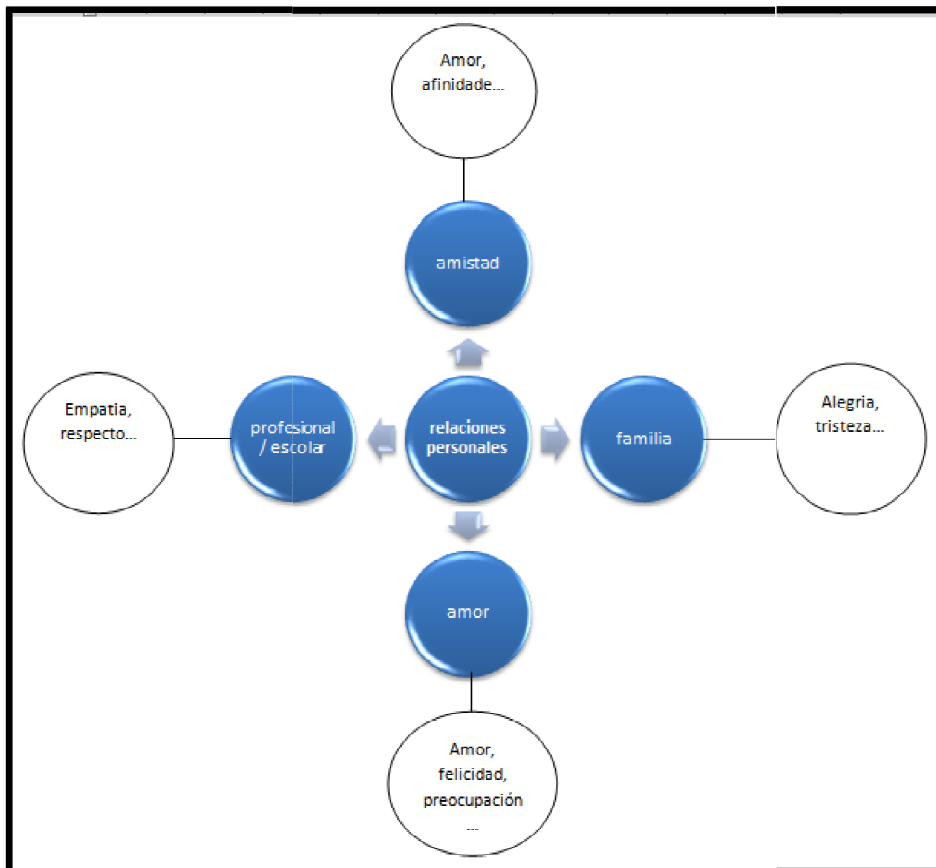 Amor,
afinidade...
amistad
Empatia,
respecto...
profesional
/ escolar
relaciones
personales
familia
Alegria,
tristeza...
amor
Amor,
felicidad,
preocupación
...